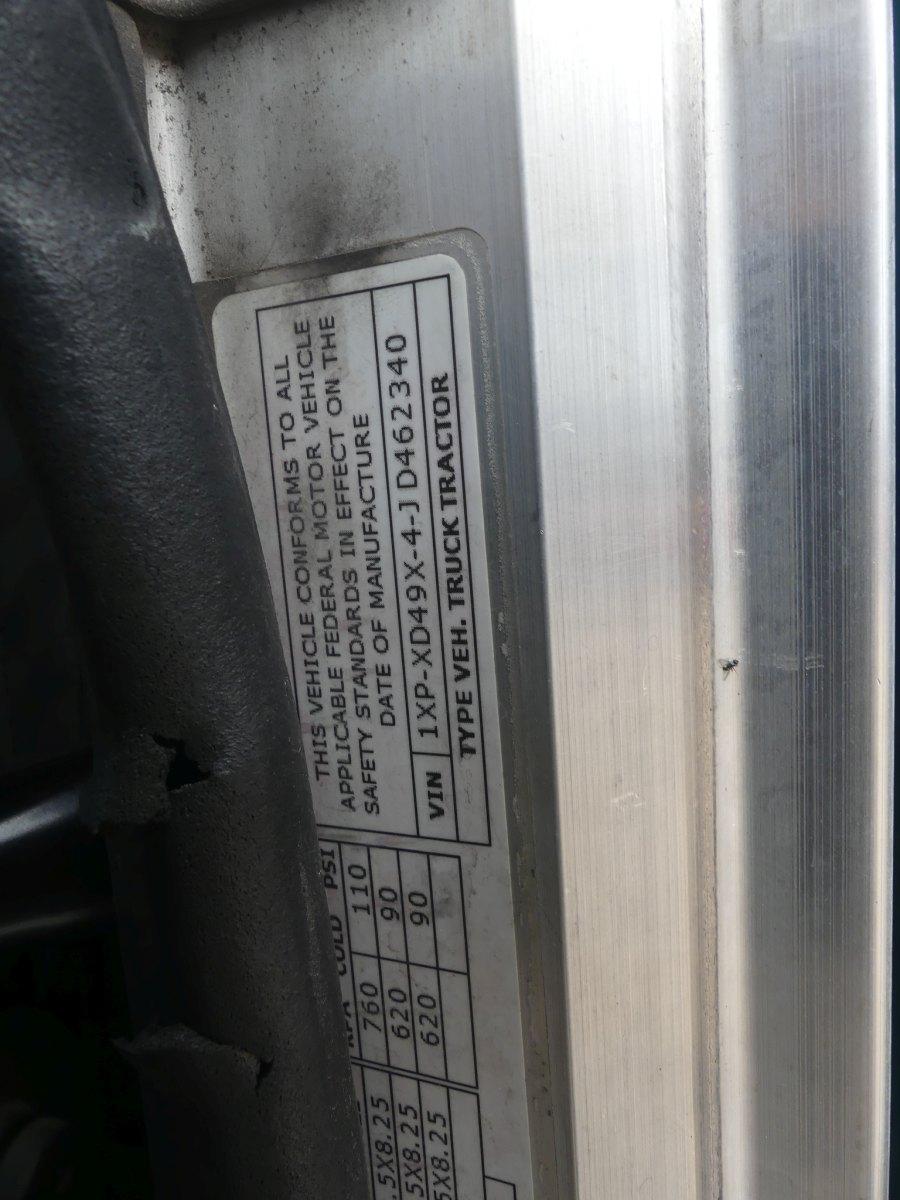 THIS VEHICLE CONFORMS TO ALL
APPLICABLE FEDERAL MOTOR VEHICLE
SAFETY STANDARDS IN EFFECT ON THE
DATE OF MANUFACTURE
VIN 1XP-XD49X-4-JD462340
TYPE VEH. TRUCK TRACTOR
COLD PSI
.5X8.25 760 110
.5X8.25 620 90
5X8.25 620 90